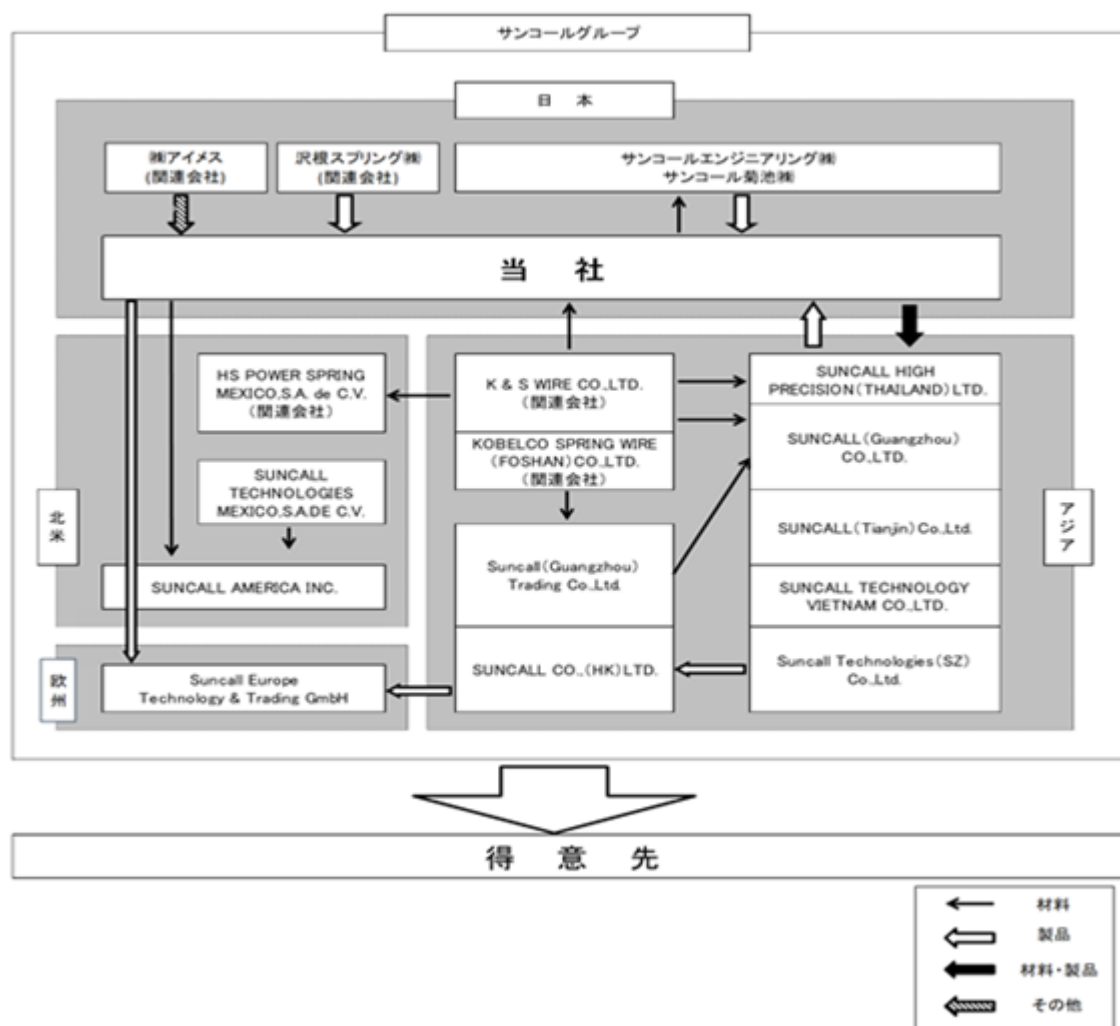 サンコールグループ
日 本
㈱アイメス
(関連会社)
沢根スプリング㈱
(関連会社)
サンコールエンジニアリング㈱
サンコール菊池㈱
当 社
HS POWER SPRING
MEXICO,S.A. de C.V.
(関連会社)
SUNCALL
TECHNOLOGIES
MEXICO,S.A.DE C.V.
SUNCALL AMERICA INC.
北米
K & S WIRE CO.,LTD.
(関連会社)
KOBELCO SPRING WIRE
(FOSHAN)CO.,LTD.
(関連会社)
Suncall(Guangzhou)
Trading Co.,Ltd.
SUNCALL CO.,(HK)LTD.
SUNCALL HIGH
PRECISION(THAILAND)LTD.
SUNCALL(Guangzhou)
CO.,LTD.
SUNCALL(Tianjin)Co.,Ltd.
SUNCALL TECHNOLOGY
VIETNAM CO.,LTD.
Suncall Technologies(SZ)
Co.,Ltd.
アジア
欧州
Suncall Europe
Technology & Trading GmbH
得 意 先
材料
製品
材料・製品
その他